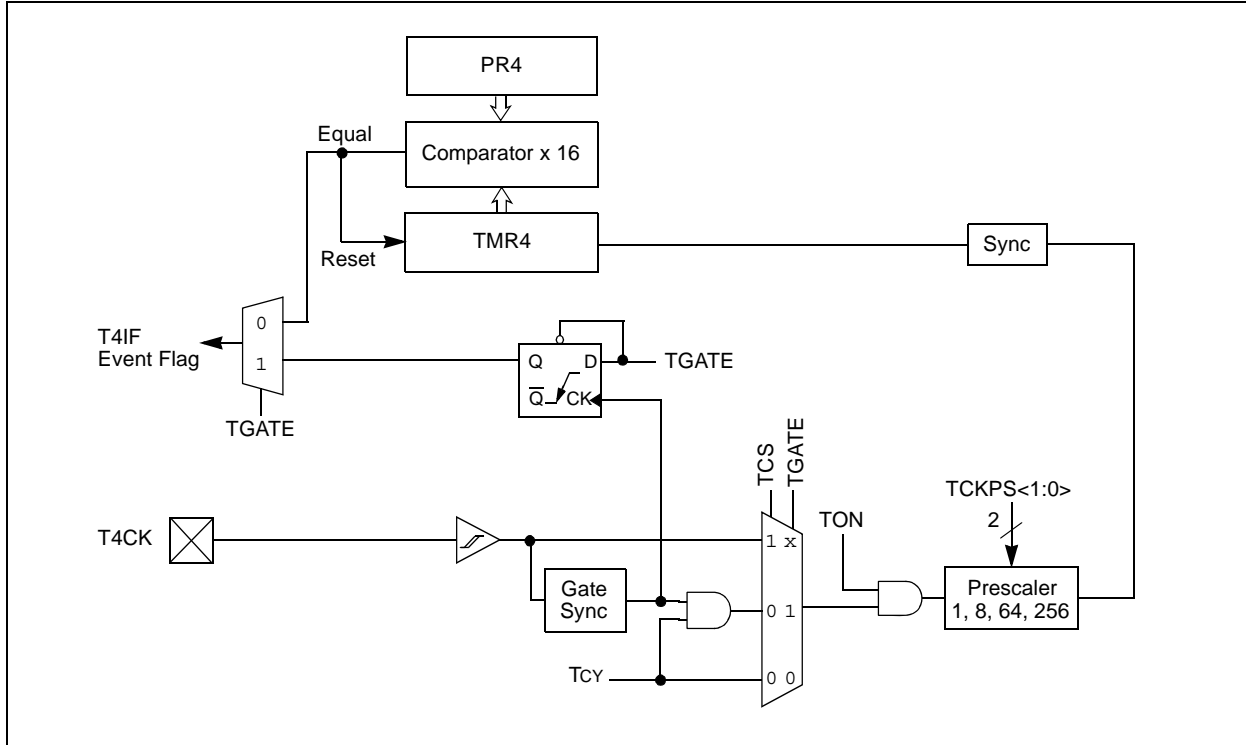 PR4
Equal
Comparator x 16
Reset
TMR4
Sync
T4IF
Event Flag
0
1
TGATE
Q
D
Q
CK
TGATE
TCS
TGATE
TCKPS<1:0>
2
TON
T4CK
1 x
Gate
Sync
0 1
Prescaler
1, 8, 64, 256
TCY
0 0